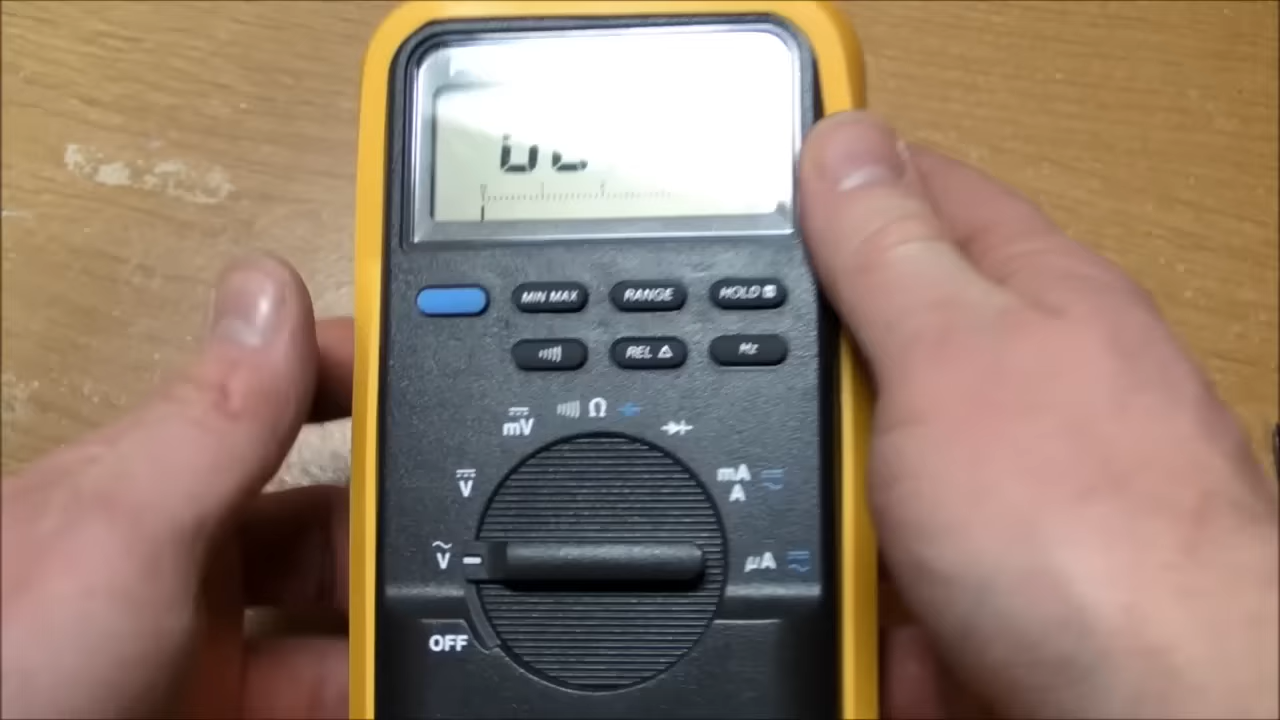 MIN MAX
RANGE
HOLD
REL △
Hz
mV
Ω
V
mA
A
V
µA
OFF